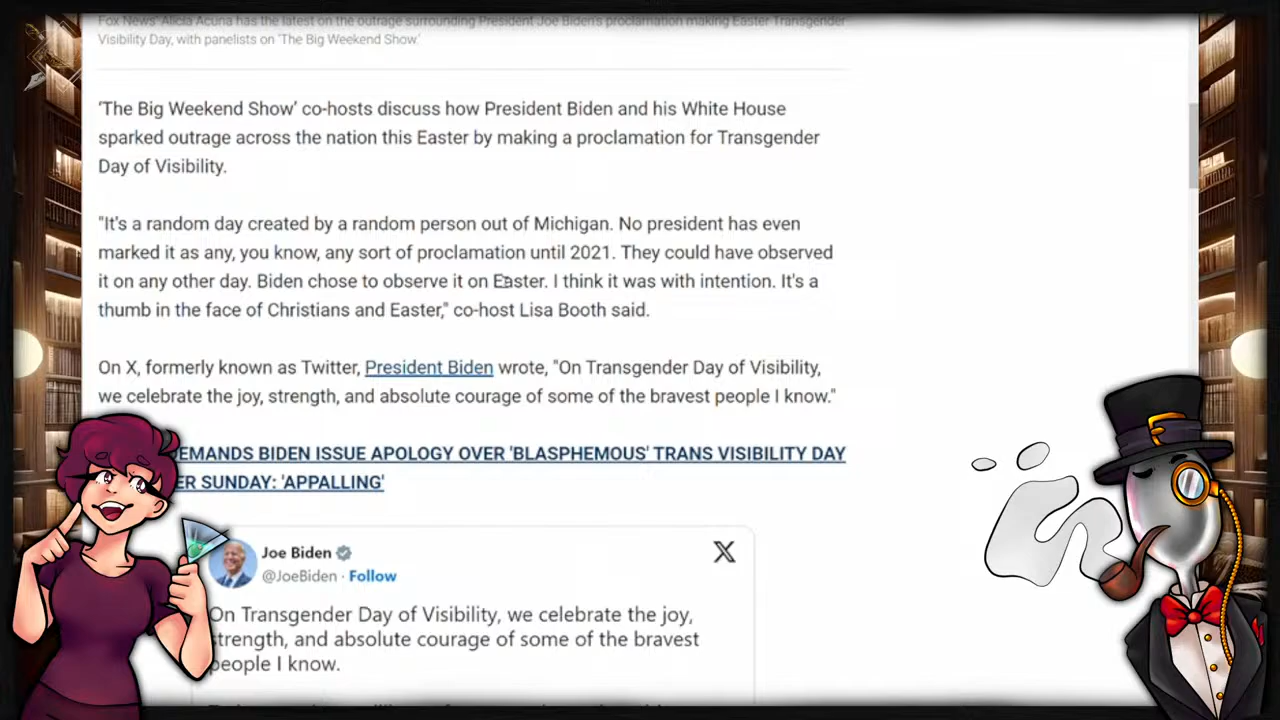 Fox News' Alicia Acuna has the latest on the outrage surrounding President Joe Biden's proclamation making Easter Transgender
Visibility Day, with panelists on 'The Big Weekend Show.'
'The Big Weekend Show' co-hosts discuss how President Biden and his White House
sparked outrage across the nation this Easter by making a proclamation for Transgender
Day of Visibility.
"It's a random day created by a random person out of Michigan. No president has even
marked it as any, you know, any sort of proclamation until 2021. They could have observed
it on any other day. Biden chose to observe it on Easter. I think it was with intention. It's a
thumb in the face of Christians and Easter," co-host Lisa Booth said.
On X, formerly known as Twitter, President Biden wrote, "On Transgender Day of Visibility,
we celebrate the joy, strength, and absolute courage of some of the bravest people I know."
EMANDS BIDEN ISSUE APOLOGY OVER 'BLASPHEMOUS' TRANS VISIBILITY DAY
ER SUNDAY: 'APPALLING'
Joe Biden
@JoeBiden · Follow
On Transgender Day of Visibility, we celebrate the joy,
strength, and absolute courage of some of the bravest
people I know.